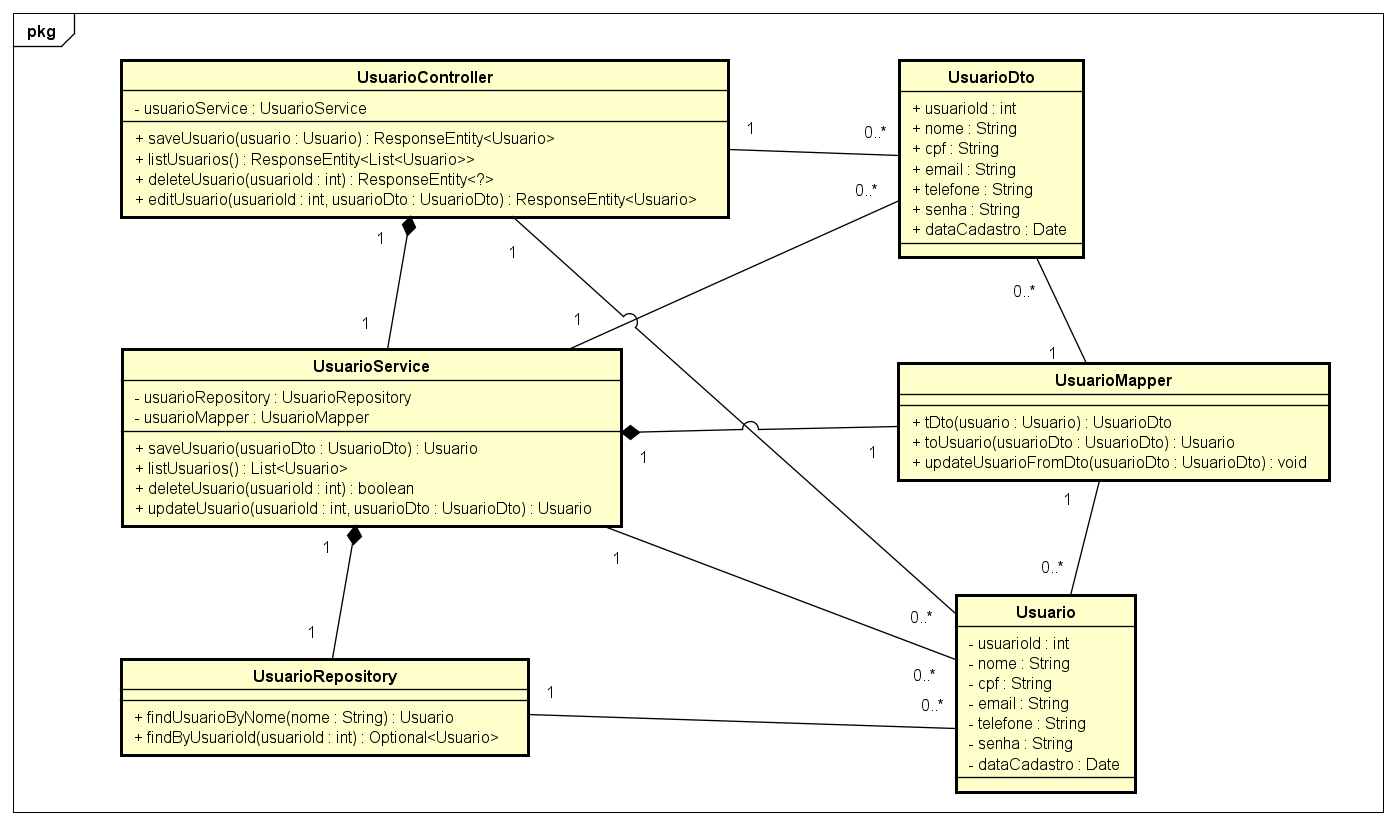 pkg
UsuarioController
- usuarioService : UsuarioService
+ saveUsuario(usuario : Usuario) : ResponseEntity<Usuario>
+ listUsuarios() : ResponseEntity<List<Usuario>>
+ deleteUsuario(usuarioId : int) : ResponseEntity<?>
+ editUsuario(usuarioId : int, usuarioDto : UsuarioDto) : ResponseEntity<Usuario>
UsuarioDto
+ usuarioId : int
+ nome : String
+ cpf : String
+ email : String
+ telefone : String
+ senha : String
+ dataCadastro : Date
1
0..*
0..*
1
1
0..*
1
1
1
UsuarioService
- usuarioRepository : UsuarioRepository
- usuarioMapper : UsuarioMapper
+ saveUsuario(usuarioDto : UsuarioDto) : Usuario
+ listUsuarios() : List<Usuario>
+ deleteUsuario(usuarioId : int) : boolean
+ updateUsuario(usuarioId : int, usuarioDto : UsuarioDto) : Usuario
UsuarioMapper
+ tDto(usuario : Usuario) : UsuarioDto
+ toUsuario(usuarioDto : UsuarioDto) : Usuario
+ updateUsuarioFromDto(usuarioDto : UsuarioDto) : void
1
1
1
1
1
0..*
0..*
1
0..*
1
0..*
UsuarioRepository
+ findUsuarioByNome(nome : String) : Usuario
+ findByUsuarioId(usuarioId : int) : Optional<Usuario>
Usuario
- usuarioId : int
- nome : String
- cpf : String
- email : String
- telefone : String
- senha : String
- dataCadastro : Date